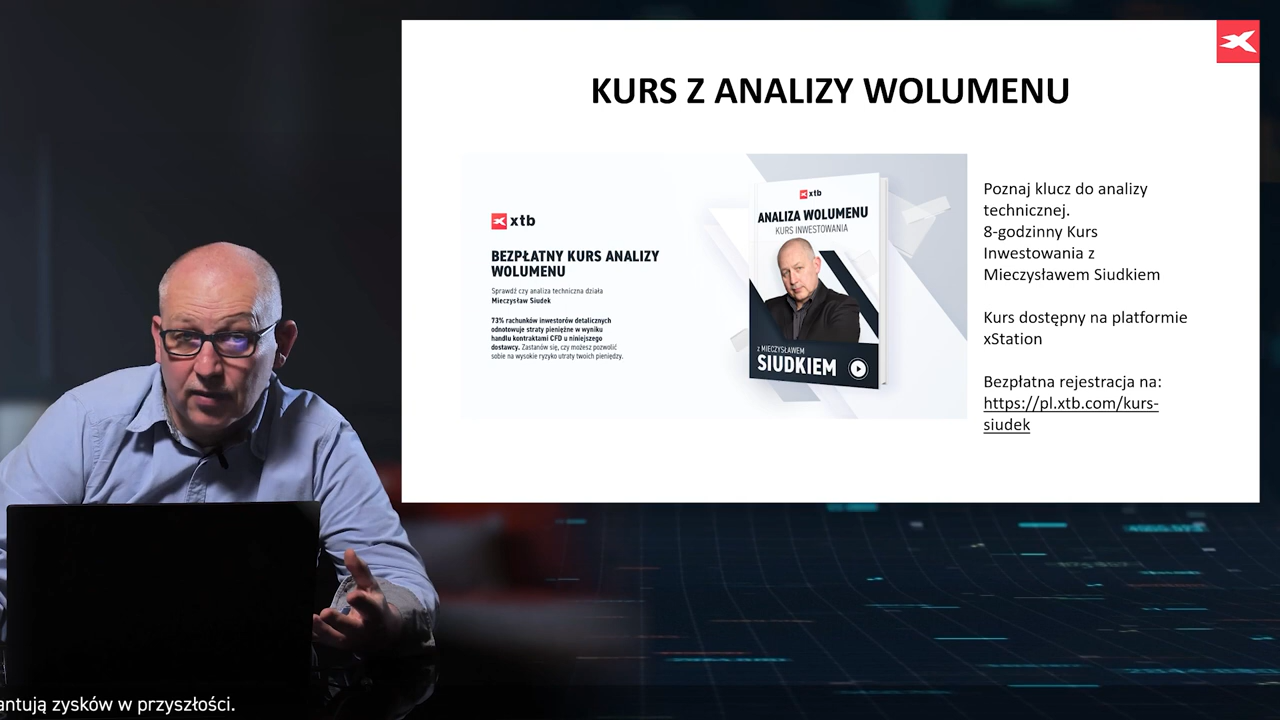 KURS Z ANALIZY WOLUMENU
xtb
BEZPŁATNY KURS ANALIZY
WOLUMENU
Sprawdź czy analiza techniczna działa
Mieczysław Siudek
73% rachunków inwestorów detalicznych
odnotowuje straty pieniężne w wyniku
handlu kontraktami CFD u niniejszego
dostawcy. Zastanów się, czy możesz pozwolić
sobie na wysokie ryzyko utraty twoich pieniędzy.
xtb
ANALIZA WOLUMENU
KURS INWESTOWANIA
z MIECZYSŁAWEM
SIUDKIEM
Poznaj klucz do analizy
technicznej.
8-godzinny Kurs
Inwestowania z
Mieczysławem Siudkiem
Kurs dostępny na platformie
xStation
Bezpłatna rejestracja na:
https://pl.xtb.com/kurs-
siudek
antują zysków w przyszłości.